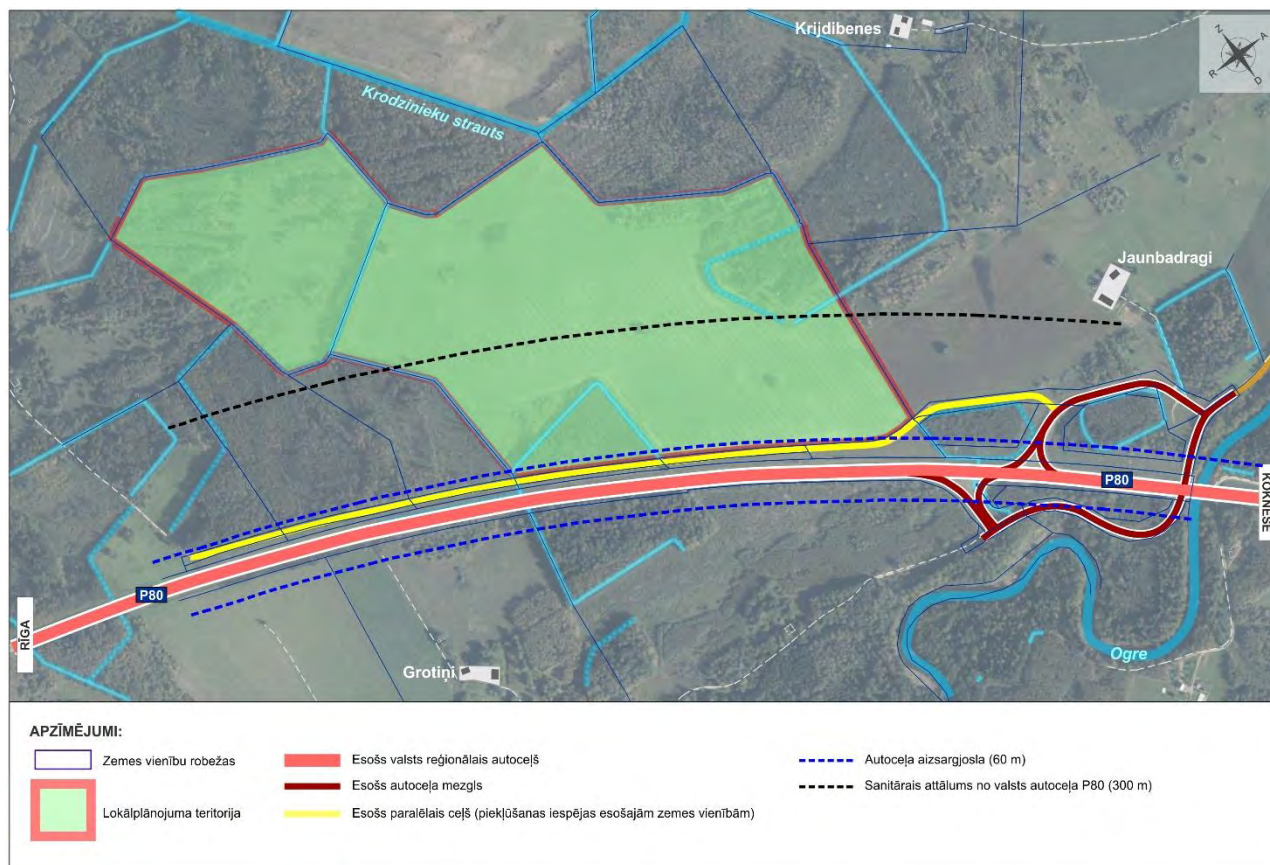 Krijdibenes
Z
A
R
D
Krodzinieku strauts
Jaunbadragi
P80
KOKNESE
P80
RĪGA
Grotiņi
Ogre
APZĪMĒJUMI:
Zemes vienību robežas
Lokālplānojuma teritorija
Esošs valsts reģionālais autoceļš
Esošs autoceļa mezgls
Esošs paralēlais ceļš (piekļūšanas iespējas esošajām zemes vienībām)
Autoceļa aizsargjosla (60 m)
Sanitārais attālums no valsts autoceļa P80 (300 m)